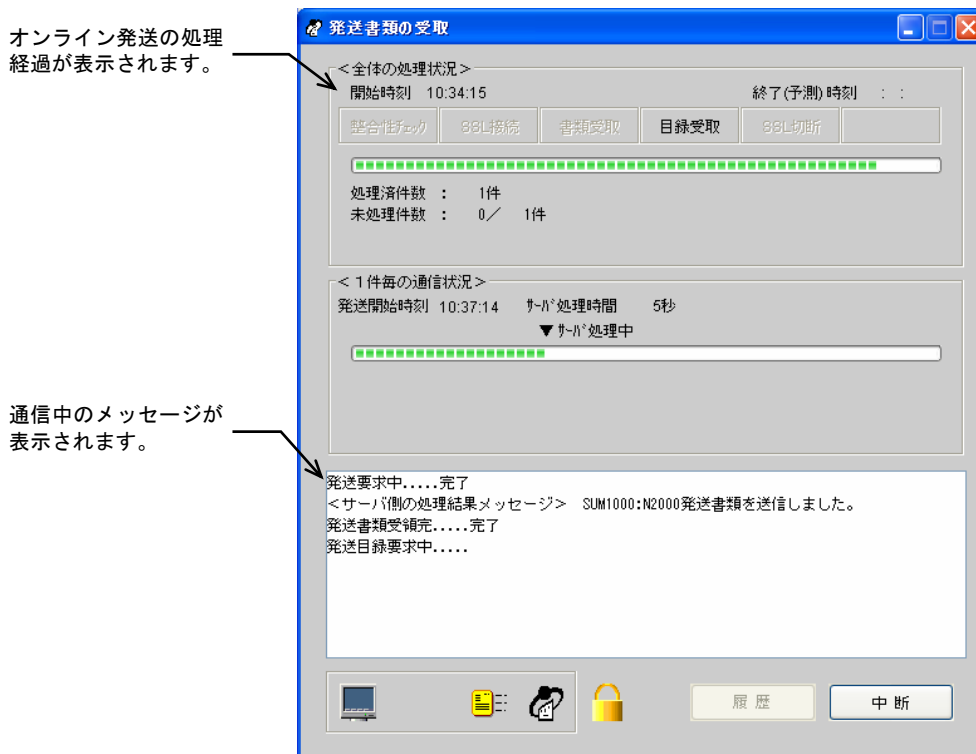 オンライン発送の処理
経過が表示されます。
発送書類の受取
＜全体の処理状況＞
開始時刻 10:34:15 終了(予測)時刻 : :
整合性ﾁｪｯｸ SSL接続 書類受取 目録受取 SSL切断
処理済件数 : 1件
未処理件数 : 0／ 1件
＜１件毎の通信状況＞
発送開始時刻 10:37:14 ｻｰﾊﾞ処理時間 5秒
▼ｻｰﾊﾞ処理中
通信中のメッセージが
表示されます。
発送要求中.....完了
＜サーバ側の処理結果メッセージ＞ SUM1000:N2000発送書類を送信しました。
発送書類受領完.....完了
発送目録要求中.....
履歴 中断